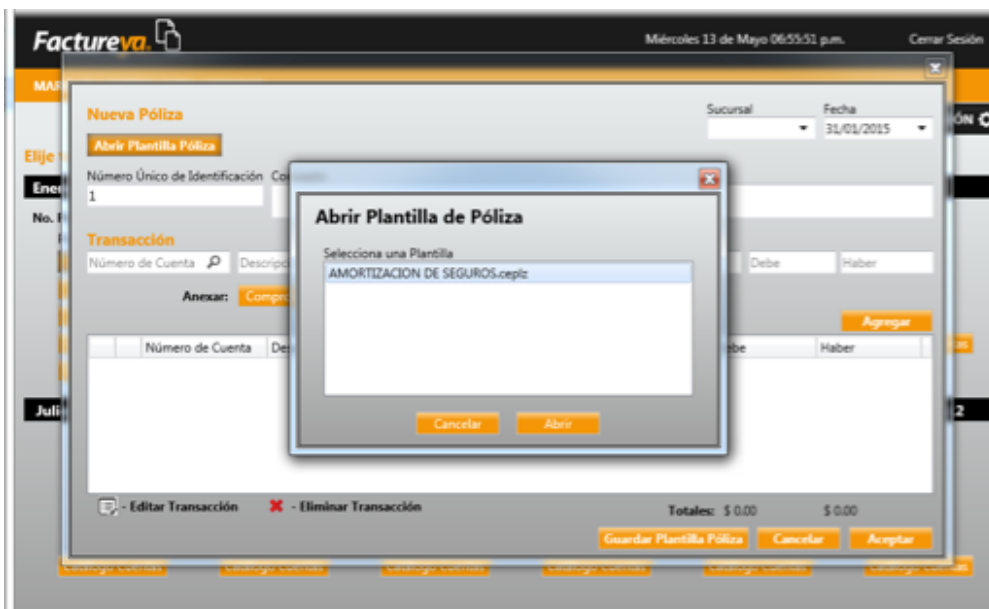 Factureva.
Miércoles 13 de Mayo 06:55:51 p.m.
Cerrar Sesión
Nueva Póliza
Sucursal
Fecha
31/01/2015
Abrir Plantilla Póliza
Elije
Número Único de Identificación
1
No.
Abrir Plantilla de Póliza
Selecciona una Plantilla
AMORTIZACION DE SEGUROS.ceplz
Cancelar
Abrir
Transacción
Número de Cuenta
Debe
Haber
Anexar:
Agregar
Número de Cuenta
Haber
- Editar Transacción
- Eliminar Transacción
Totales: $ 0.00 $ 0.00
Guardar Plantilla Póliza
Cancelar
Aceptar